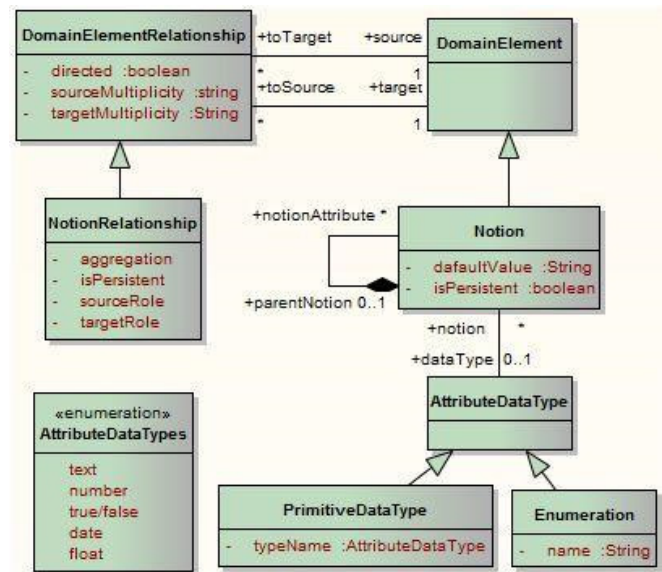 DomainElementRelationship
- directed :boolean
- sourceMultiplicity :string
- targetMultiplicity :String
+toTarget +source
* 1
+toSource +target
* 1
DomainElement
NotionRelationship
- aggregation
- isPersistent
- sourceRole
- targetRole
+notionAttribute *
+parentNotion 0..1
Notion
- dafaultValue :String
- isPersistent :boolean
+notion *
+dataType 0..1
AttributeDataType
«enumeration»
AttributeDataTypes
text
number
true/false
date
float
PrimitiveDataType
- typeName :AttributeDataType
Enumeration
- name :String